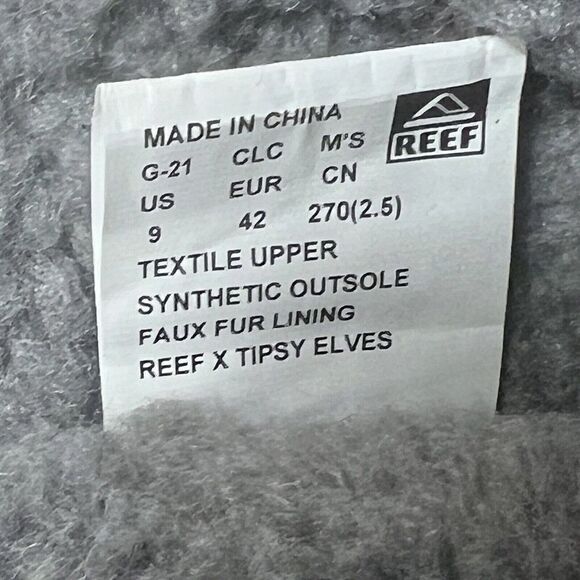 MADE IN CHINA
REEF
G-21 CLC M'S
US EUR CN
9 42 270(2.5)
TEXTILE UPPER
SYNTHETIC OUTSOLE
FAUX FUR LINING
REEF X TIPSY ELVES